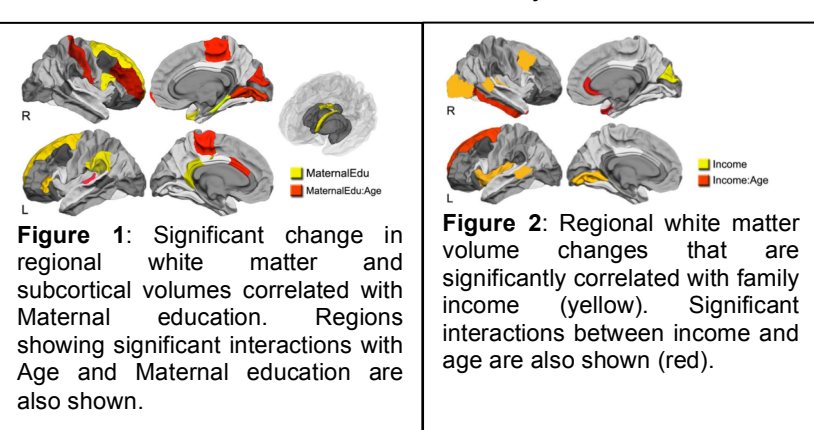 R
L
MaternalEdu
MaternalEdu:Age
Figure 1: Significant change in
regional white matter and
subcortical volumes correlated with
Maternal education. Regions
showing significant interactions with
Age and Maternal education are
also shown.
R
L
Income
Income:Age
Figure 2: Regional white matter
volume changes that are
significantly correlated with family
income (yellow). Significant
interactions between income and
age are also shown (red).